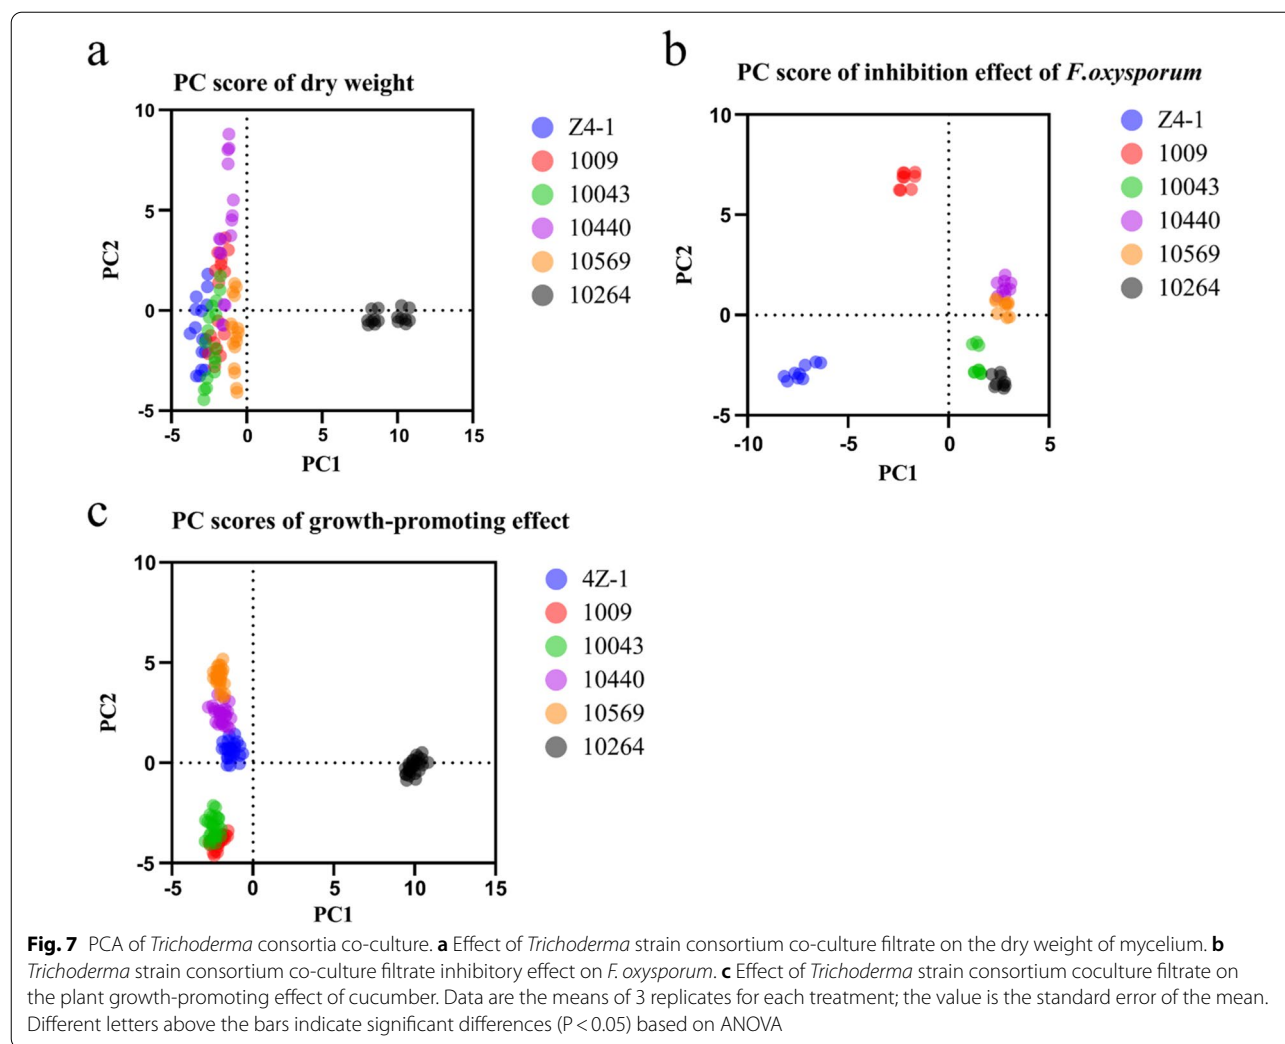 a
PC score of dry weight
10
5
0
-5
PC2
-5
0
5
10
15
PC1
Z4-1
1009
10043
10440
10569
10264
b
PC score of inhibition effect of F.oxysporum
10
5
0
-5
PC2
-10
-5
0
5
PC1
Z4-1
1009
10043
10440
10569
10264
c
PC scores of growth-promoting effect
10
5
0
-5
PC2
-5
0
5
10
15
PC1
4Z-1
1009
10043
10440
10569
10264
Fig. 7 PCA of Trichoderma consortia co-culture. a Effect of Trichoderma strain consortium co-culture filtrate on the dry weight of mycelium. b
Trichoderma strain consortium co-culture filtrate inhibitory effect on F. oxysporum. c Effect of Trichoderma strain consortium coculture filtrate on
the plant growth-promoting effect of cucumber. Data are the means of 3 replicates for each treatment; the value is the standard error of the mean.
Different letters above the bars indicate significant differences (P < 0.05) based on ANOVA